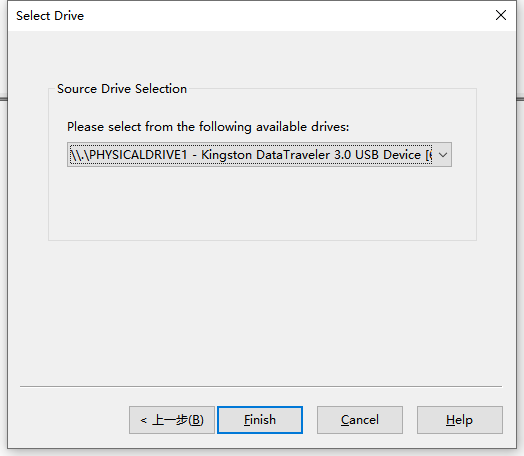 Select Drive
Source Drive Selection
Please select from the following available drives:
\\.\PHYSICALDRIVE1 - Kingston DataTraveler 3.0 USB Device [
< 上一步(B)
Finish
Cancel
Help